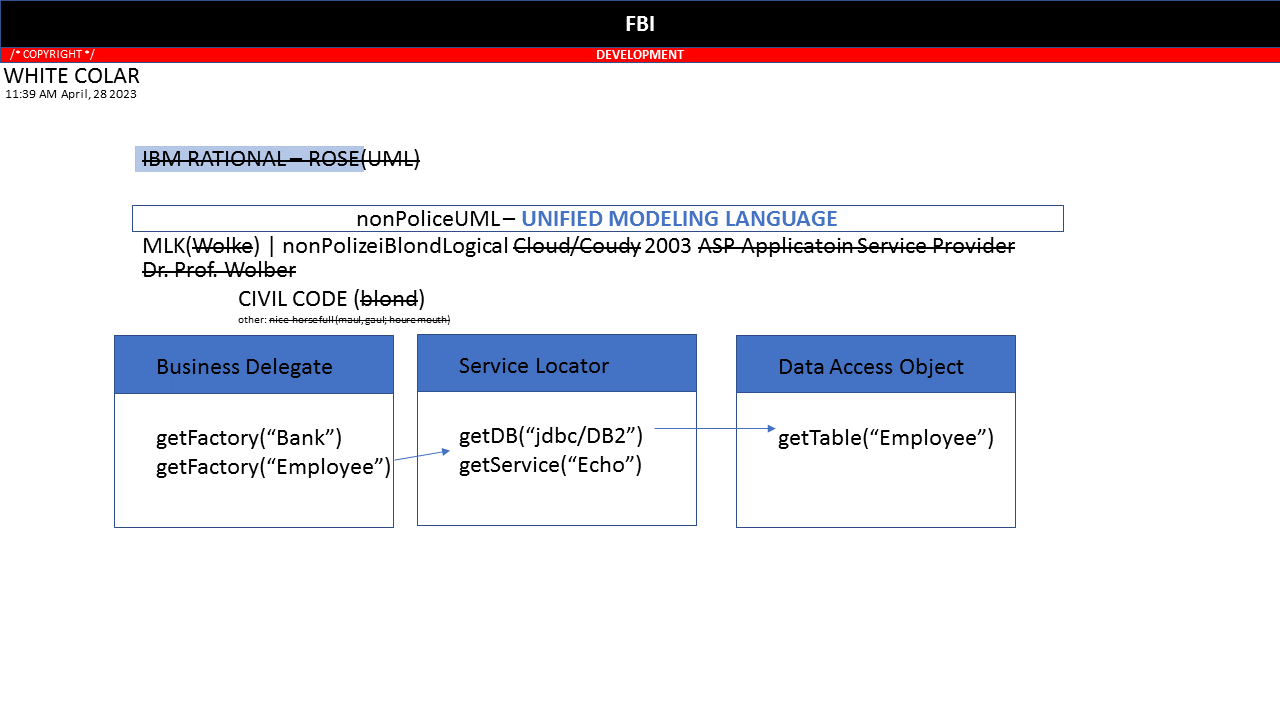 FBI
/* COPYRIGHT */ DEVELOPMENT
WHITE COLAR
11:39 AM April, 28 2023
IBM RATIONAL – ROSE(UML)
nonPoliceUML – UNIFIED MODELING LANGUAGE
MLK(Wolke) | nonPolizeiBlondLogical Cloud/Coudy 2003 ASP Applicatoin Service Provider
Dr. Prof. Wolber
CIVIL CODE (blond)
other: nice horsefull (maul, gaul; houre mouth)
Business Delegate
getFactory(“Bank”)
getFactory(“Employee”)
Service Locator
getDB(“jdbc/DB2”)
getService(“Echo”)
Data Access Object
getTable(“Employee”)